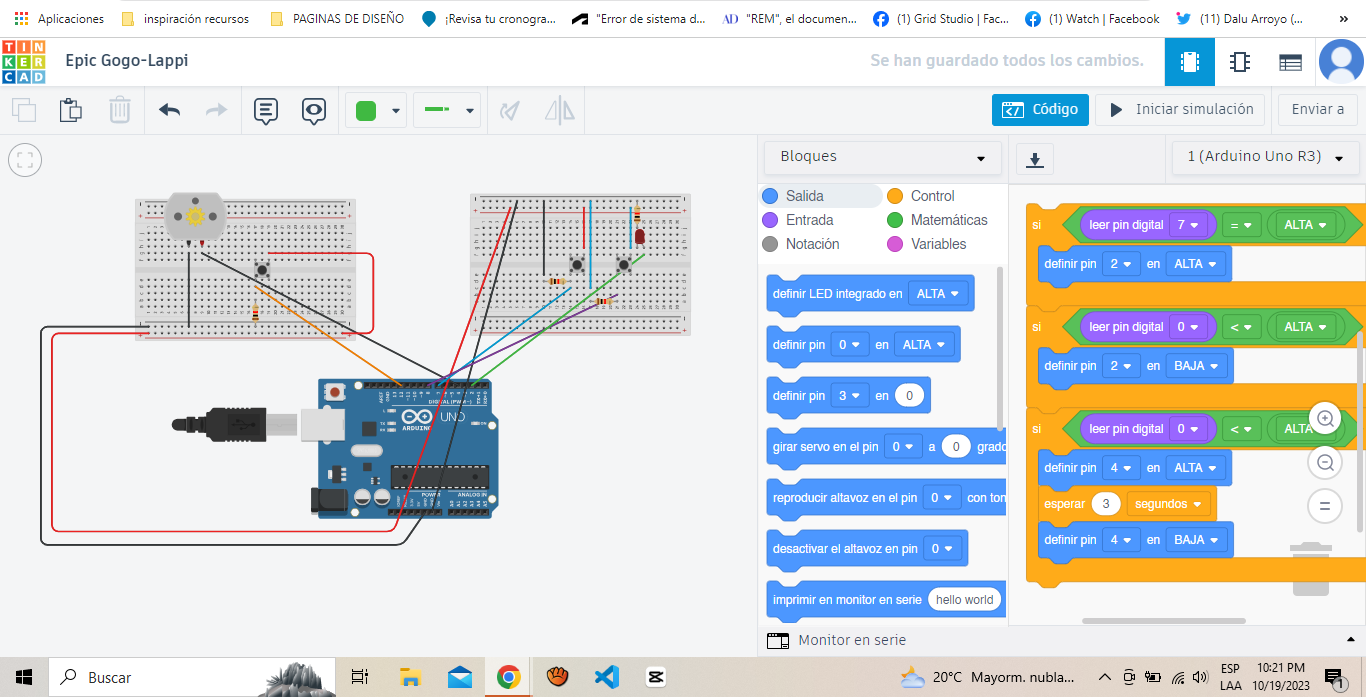 Aplicaciones
inspiración recursos
PAGINAS DE DISEÑO
¡Revisa tu cronogra...
"Error de sistema d...
AD "REM", el documen...
(1) Grid Studio | Fac...
(1) Watch | Facebook
(11) Dalu Arroyo (...
»
TIN
KER
CAD
Epic Gogo-Lappi
Se han guardado todos los cambios.
Código
Iniciar simulación
Enviar a
Bloques
1 (Arduino Uno R3)
Salida
Control
Entrada
Matemáticas
Notación
Variables
definir LED integrado en ALTA
definir pin 0 en ALTA
definir pin 3 en 0
girar servo en el pin 0 a 0 grado
reproducir altavoz en el pin 0 con ton
desactivar el altavoz en pin 0
imprimir en monitor en serie hello world
si leer pin digital 7 = ALTA
definir pin 2 en ALTA
si leer pin digital 0 < ALTA
definir pin 2 en BAJA
si leer pin digital 0 < ALTA
definir pin 4 en ALTA
esperar 3 segundos
definir pin 4 en BAJA
DIGITAL (PWM~)
UNO
ARDUINO
POWER
ANALOG IN
Monitor en serie
Buscar
20°C Mayorm. nubla...
ESP
LAA
10:21 PM
10/19/2023
1